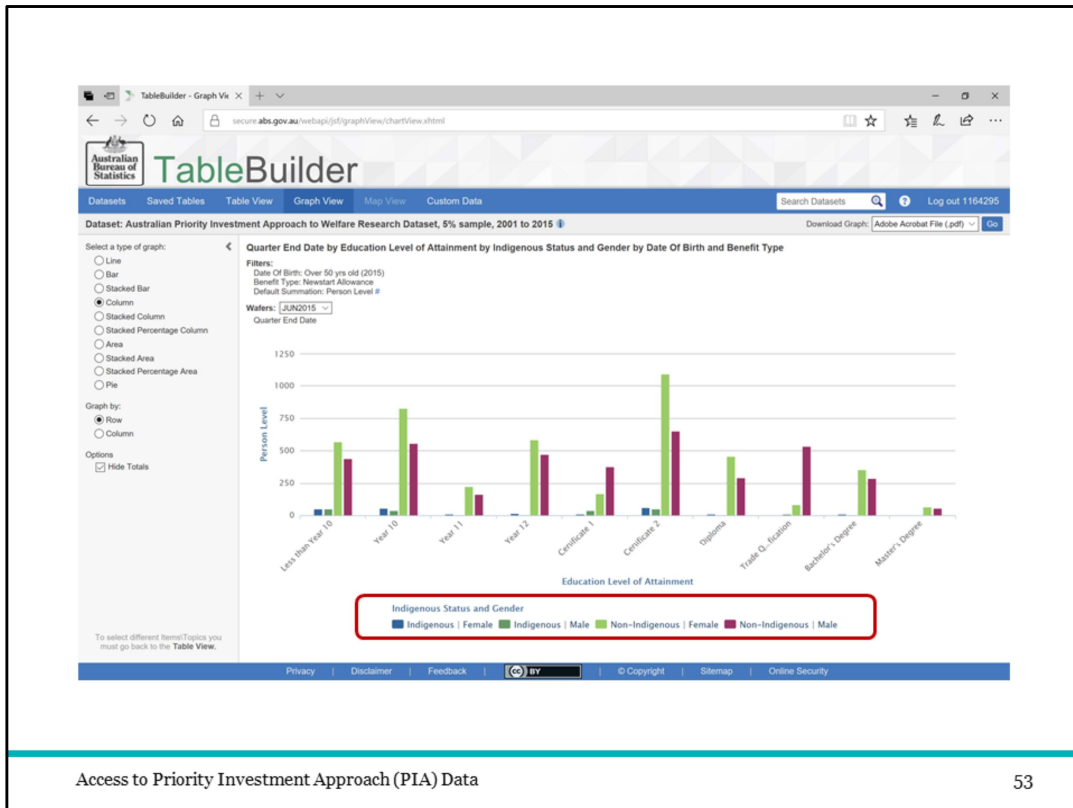 TableBuilder - Graph Vie
secure.abs.gov.au/webapi/jsf/graphView/chartView.xhtml
Australian
Bureau of
Statistics
TableBuilder
Datasets Saved Tables Table View Graph View Map View Custom Data Search Datasets ? Log out 1164295
Dataset: Australian Priority Investment Approach to Welfare Research Dataset, 5% sample, 2001 to 2015 Download Graph: Adobe Acrobat File (.pdf) Go
Select a type of graph:
Line
Bar
Stacked Bar
Column
Stacked Column
Stacked Percentage Column
Area
Stacked Area
Stacked Percentage Area
Pie
Graph by:
Row
Column
Options
Hide Totals
To select different Items\Topics you
must go back to the Table View.
Quarter End Date by Education Level of Attainment by Indigenous Status and Gender by Date Of Birth and Benefit Type
Filters:
Date Of Birth: Over 50 yrs old (2015)
Benefit Type: Newstart Allowance
Default Summation: Person Level #
Wafers: JUN2015
Quarter End Date
1250
1000
750
500
250
0
Person Level
Less than Year 10
Year 10
Year 11
Year 12
Cerificate 1
Cerificate 2
Diploma
Trade Q...fication
Bachelor's Degree
Master's Degree
Education Level of Attainment
Indigenous Status and Gender
Indigenous | Female Indigenous | Male Non-Indigenous | Female Non-Indigenous | Male
Privacy | Disclaimer | Feedback | (cc) BY | © Copyright | Sitemap | Online Security
Access to Priority Investment Approach (PIA) Data 53